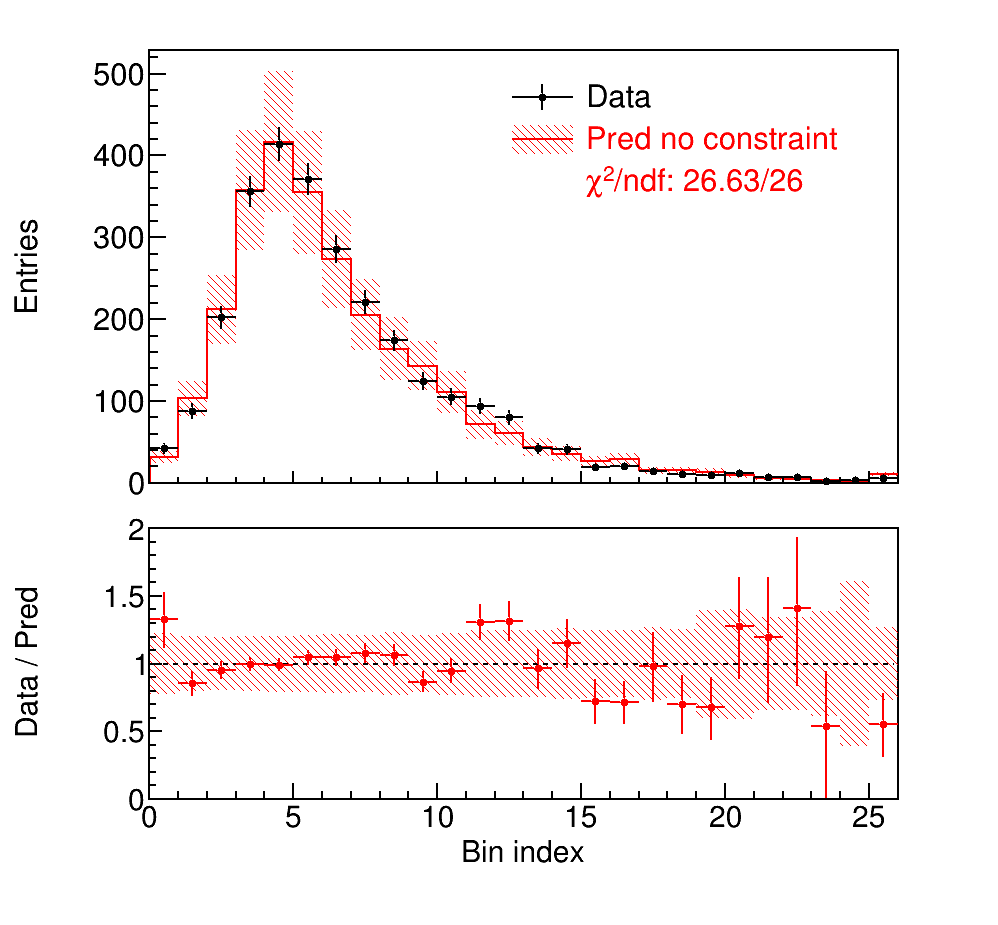 500
400
300
200
100
0
Entries
Data
Pred no constraint
χ²/ndf: 26.63/26
2
1.5
1
0.5
0
Data / Pred
0 5 10 15 20 25
Bin index